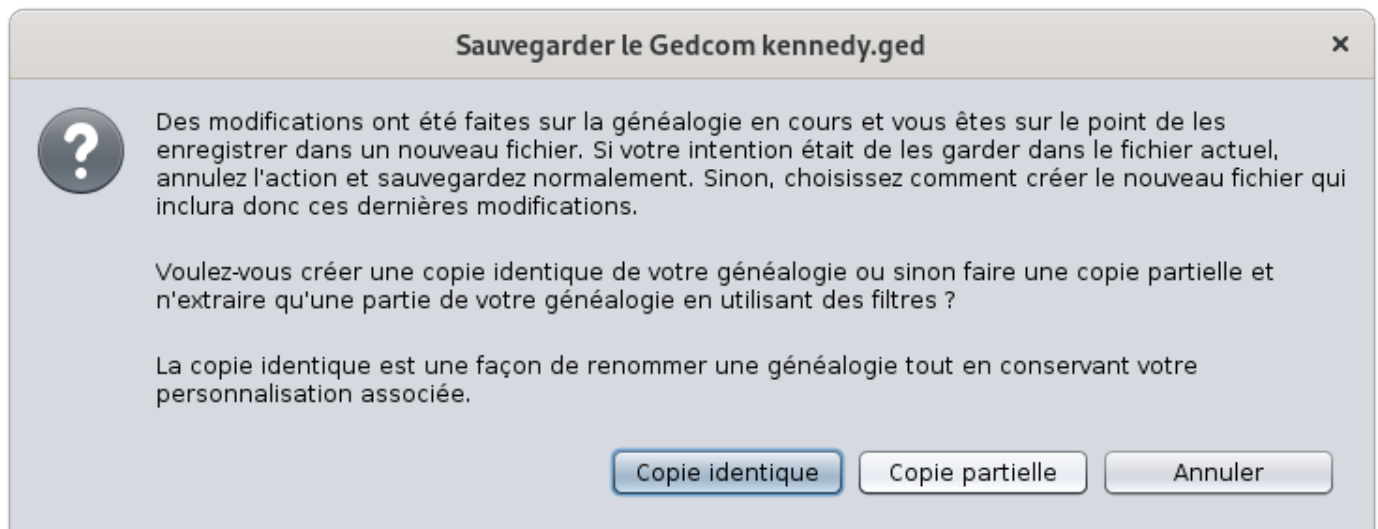 Sauvegarder le Gedcom kennedy.ged
Des modifications ont été faites sur la généalogie en cours et vous êtes sur le point de les
enregistrer dans un nouveau fichier. Si votre intention était de les garder dans le fichier actuel,
annulez l'action et sauvegardez normalement. Sinon, choisissez comment créer le nouveau fichier qui
inclura donc ces dernières modifications.
Voulez-vous créer une copie identique de votre généalogie ou sinon faire une copie partielle et
n'extraire qu'une partie de votre généalogie en utilisant des filtres ?
La copie identique est une façon de renommer une généalogie tout en conservant votre
personnalisation associée.
Copie identique
Copie partielle
Annuler